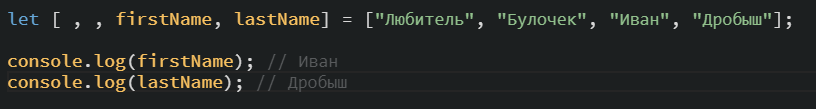 let [ , , firstName, lastName] = ["Любитель", "Булочек", "Иван", "Дробыш"];
console.log(firstName); // Иван
console.log(lastName); // Дробыш